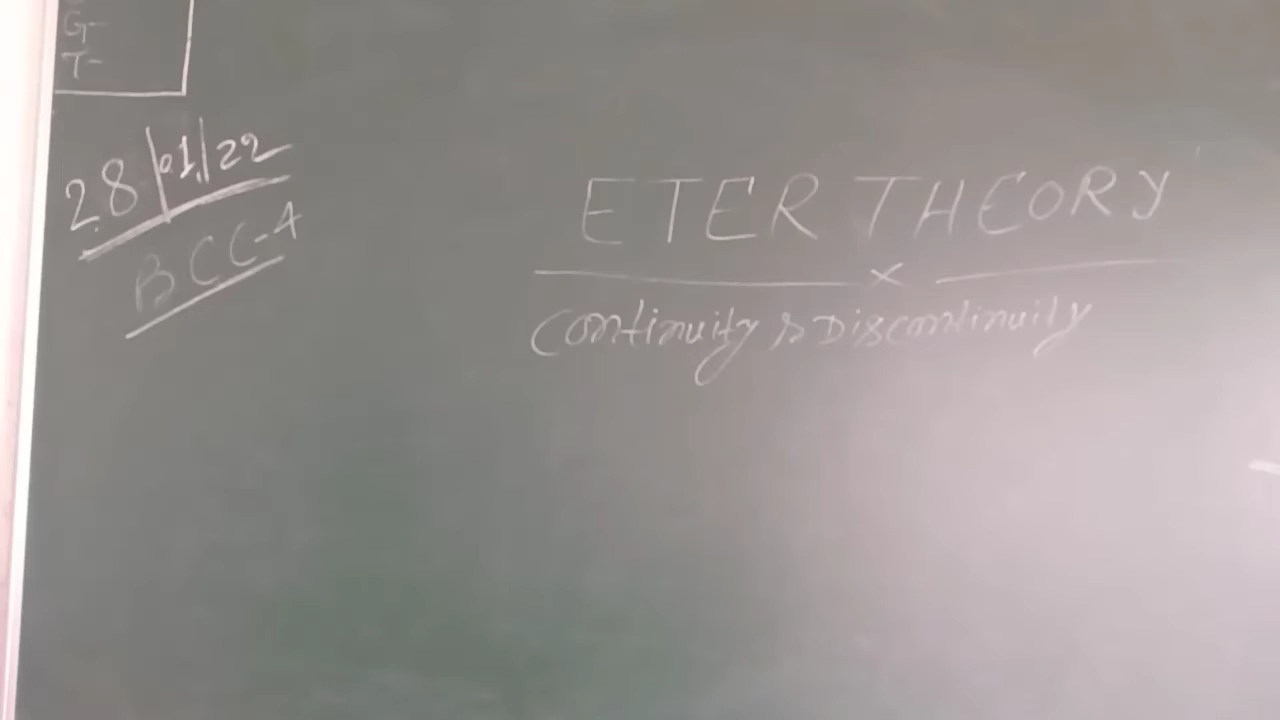 G-
T-
28/01/22
BCC-4
ETER THEORY
x
Continuity & Discontinuity